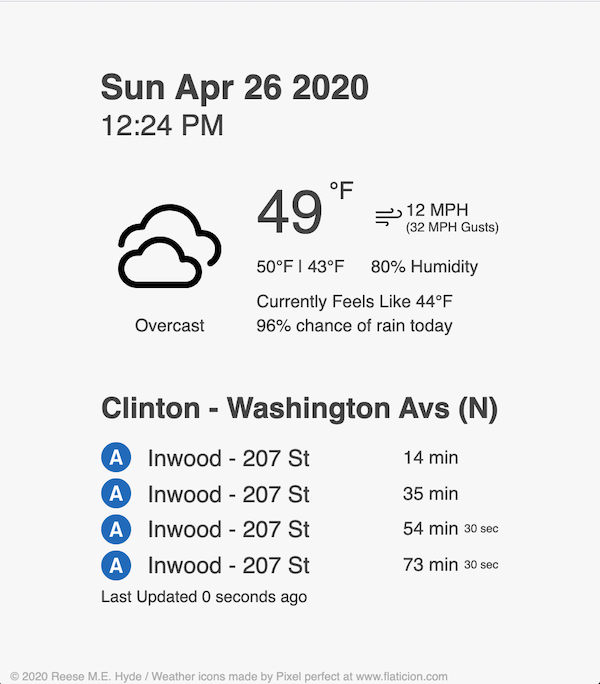 Sun Apr 26 2020
12:24 PM
49 °F
12 MPH
(32 MPH Gusts)
50°F | 43°F 80% Humidity
Currently Feels Like 44°F
Overcast 96% chance of rain today
Clinton - Washington Avs (N)
A Inwood - 207 St 14 min
A Inwood - 207 St 35 min
A Inwood - 207 St 54 min 30 sec
A Inwood - 207 St 73 min 30 sec
Last Updated 0 seconds ago
© 2020 Reese M.E. Hyde / Weather icons made by Pixel perfect at www.flaticion.com